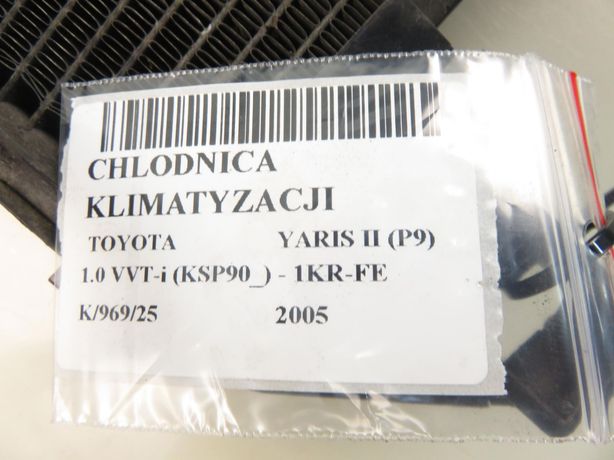 CHLODNICA
KLIMATYZACJI
TOYOTA YARIS II (P9)
1.0 VVT-i (KSP90_) - 1KR-FE
K/969/25 2005